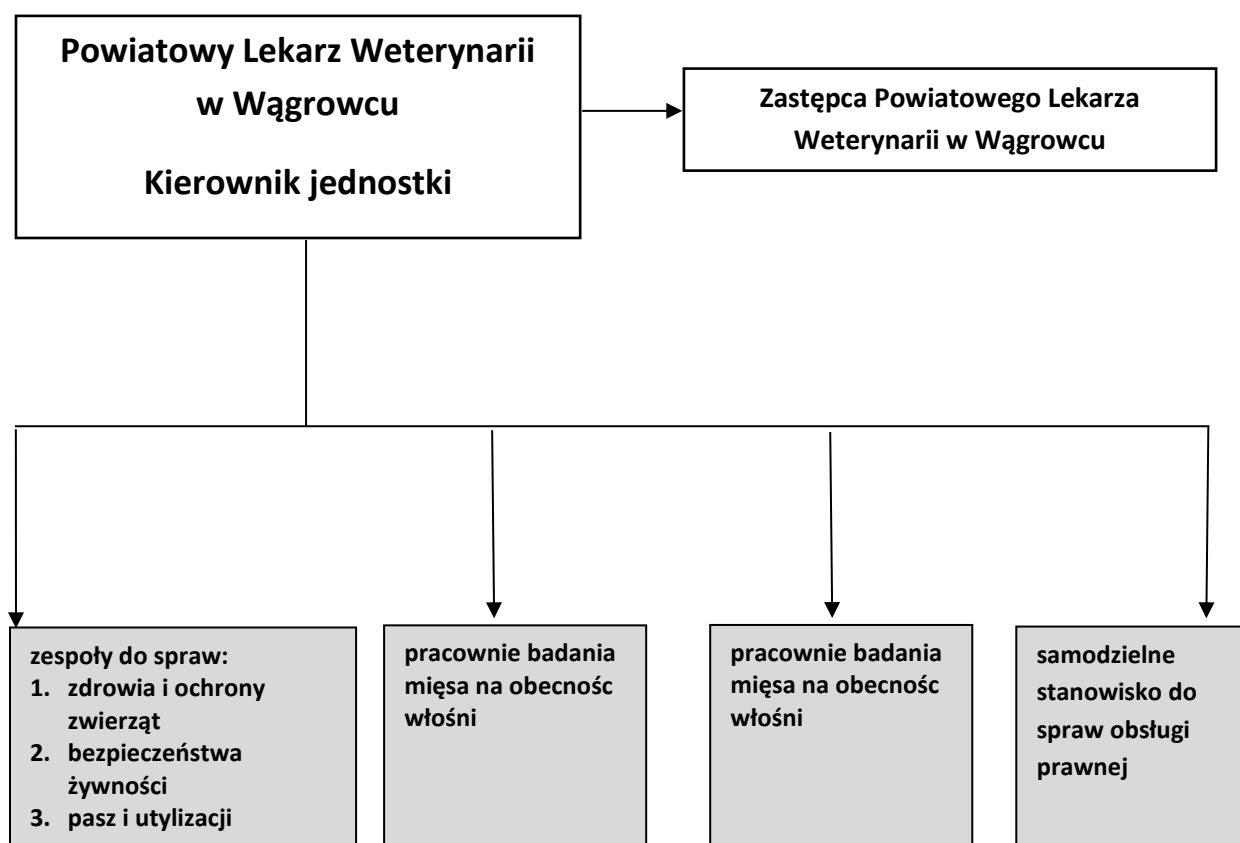 Powiatowy Lekarz Weterynarii
w Wągrowcu
Kierownik jednostki
Zastępca Powiatowego Lekarza
Weterynarii w Wągrowcu
zespoły do spraw:
1. zdrowia i ochrony
zwierząt
2. bezpieczeństwa
żywności
3. pasz i utylizacji
pracownie badania
mięsa na obecnośc
włośni
pracownie badania
mięsa na obecnośc
włośni
samodzielne
stanowisko do
spraw obsługi
prawnej